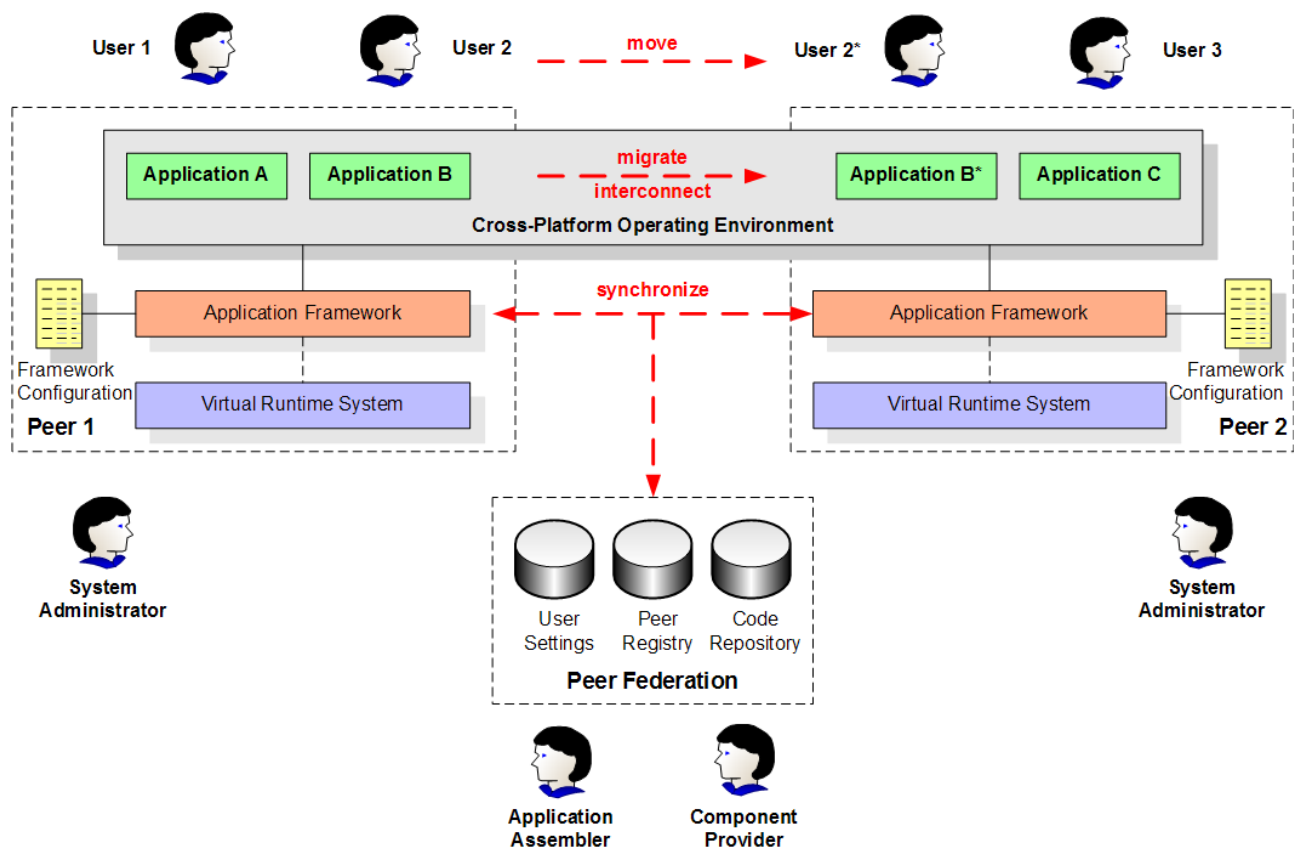 User 1
User 2
move
User 2*
User 3
Application A
Application B
migrate
interconnect
Application B*
Application C
Cross-Platform Operating Environment
synchronize
Application Framework
Application Framework
Framework
Configuration
Framework
Configuration
Virtual Runtime System
Virtual Runtime System
Peer 1
Peer 2
System
Administrator
System
Administrator
User
Settings
Peer
Registry
Code
Repository
Peer Federation
Application
Assembler
Component
Provider